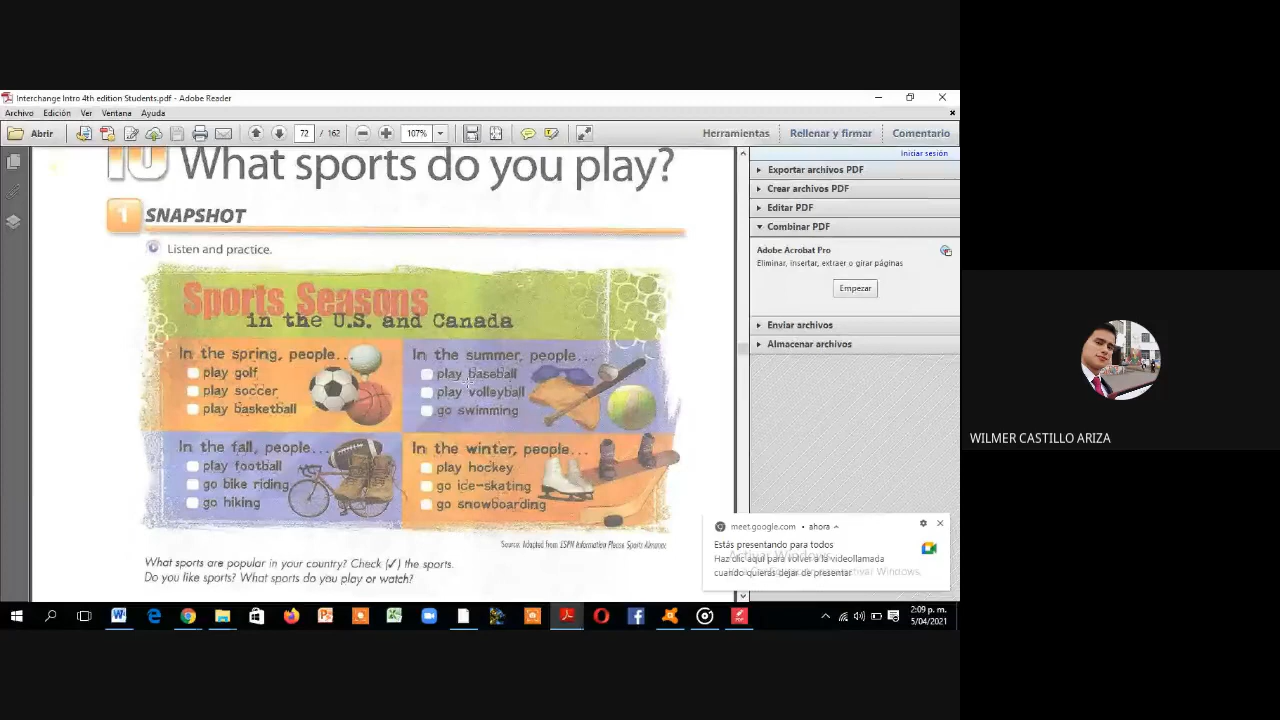 Interchange Intro 4th edition Students.pdf - Adobe Reader
Archivo Edición Ver Ventana Ayuda
Abrir 72 / 162 107% Herramientas Rellenar y firmar Comentario
Iniciar sesión
10 What sports do you play?
1 SNAPSHOT
Listen and practice.
Sports Seasons
in the U.S. and Canada
In the spring, people...
play golf
play soccer
play basketball
In the summer, people...
play baseball
play volleyball
go swimming
In the fall, people...
play football
go bike riding
go hiking
In the winter, people...
play hockey
go ice-skating
go snowboarding
Source: Adapted from ESPN Information Please Sports Almanac
What sports are popular in your country? Check (✓) the sports.
Do you like sports? What sports do you play or watch?
Exportar archivos PDF
Crear archivos PDF
Editar PDF
Combinar PDF
Adobe Acrobat Pro
Eliminar, insertar, extraer o girar páginas
Empezar
Enviar archivos
Almacenar archivos
meet.google.com • ahora
Estás presentando para todos
Haz clic aquí para volver a la videollamada
cuando quieras dejar de presentar
Activar Windows
activar Windows.
2:09 p. m.
5/04/2021
WILMER CASTILLO ARIZA